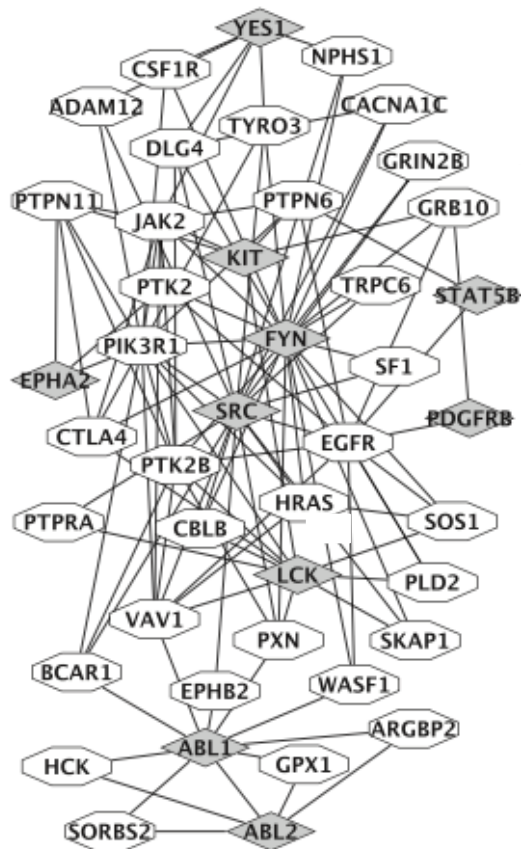 YES1
CSF1R
NPHS1
ADAM12
CACNA1C
TYRO3
DLG4
GRIN2B
PTPN11
PTPN6
GRB10
JAK2
KIT
PTK2
TRPC6
STAT5B
PIK3R1
FYN
SF1
EPHA2
SRC
PDGFRB
CTLA4
EGFR
PTK2B
HRAS
PTPRA
CBLB
SOS1
LCK
PLD2
VAV1
PXN
SKAP1
BCAR1
EPHB2
WASF1
ARGBP2
ABL1
HCK
GPX1
SORBS2
ABL2